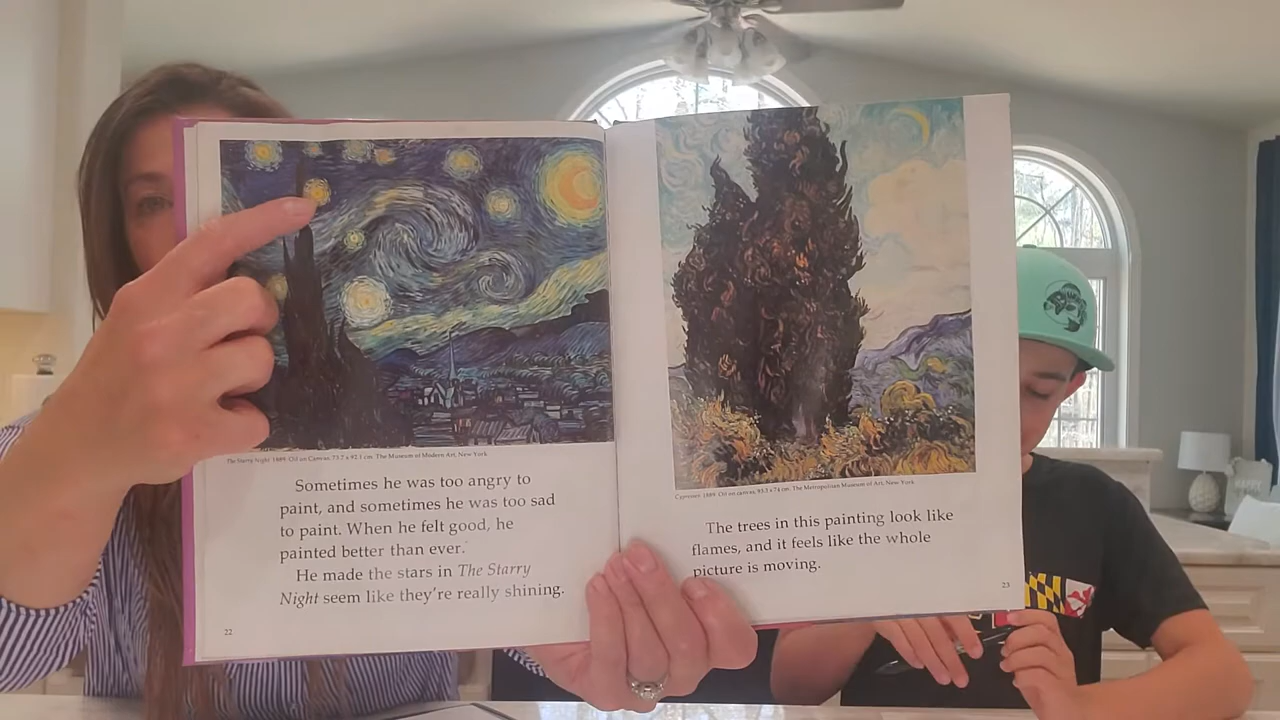 The Starry Night 1889. Oil on Canvas, 73.7 x 92.1 cm. The Museum of Modern Art, New York.
Sometimes he was too angry to
paint, and sometimes he was too sad
to paint. When he felt good, he
painted better than ever.
He made the stars in The Starry
Night seem like they're really shining.
22
Cypresses 1889. Oil on canvas, 93.3 x 74 cm. The Metropolitan Museum of Art, New York.
The trees in this painting look like
flames, and it feels like the whole
picture is moving.
23